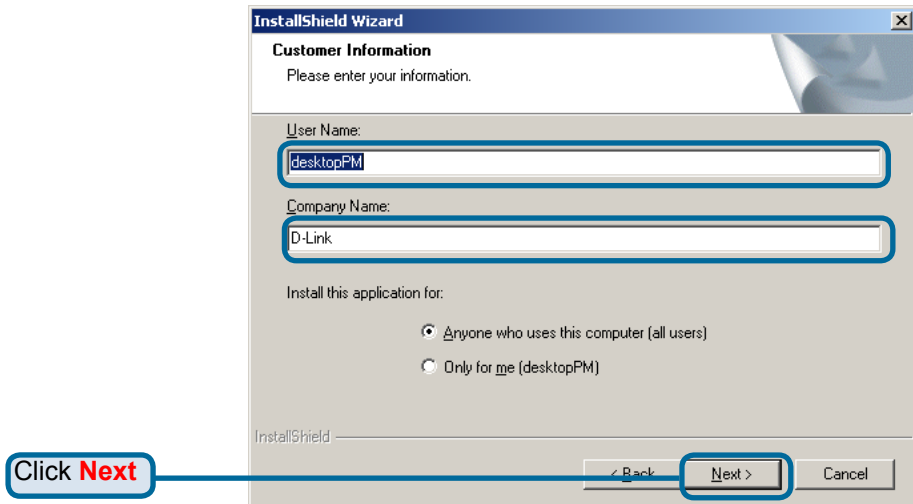 InstallShield Wizard
Customer Information
Please enter your information.
User Name:
desktopPM
Company Name:
D-Link
Install this application for:
Anyone who uses this computer (all users)
Only for me (desktopPM)
InstallShield
Click Next
< Back
Next >
Cancel